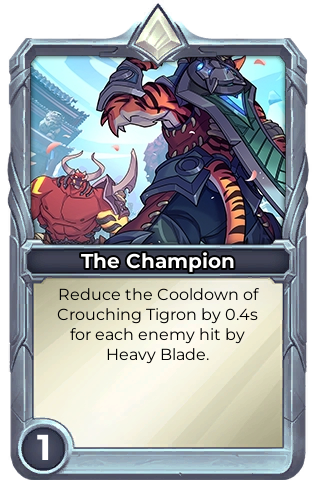 The Champion
Reduce the Cooldown of
Crouching Tigron by 0.4s
for each enemy hit by
Heavy Blade.
1